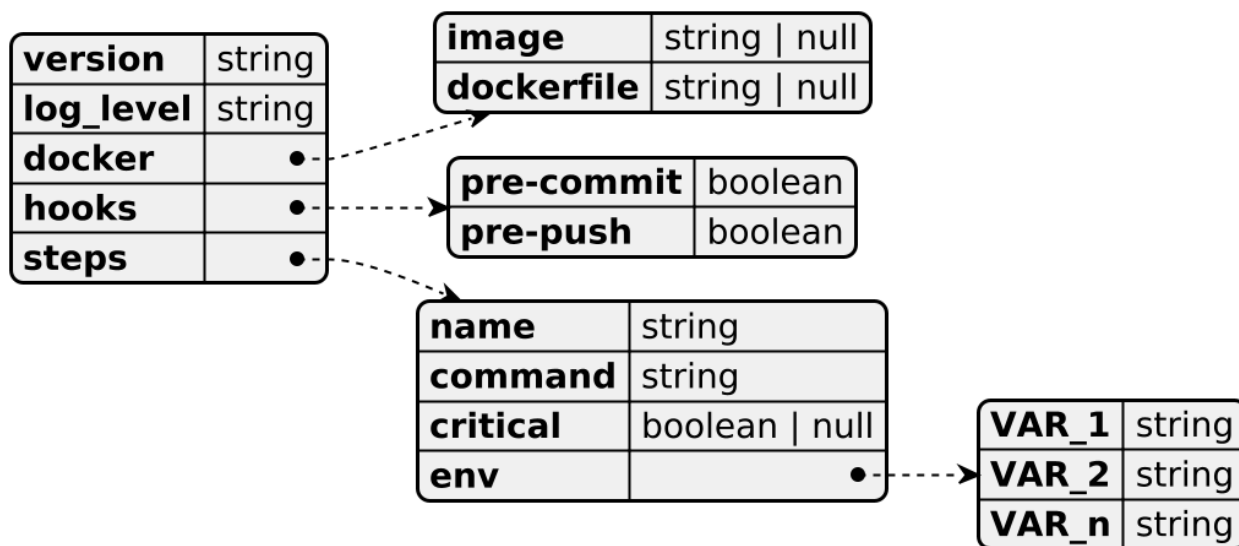 version string
log_level string
docker
hooks
steps
image string | null
dockerfile string | null
pre-commit boolean
pre-push boolean
name string
command string
critical boolean | null
env
VAR_1 string
VAR_2 string
VAR_n string